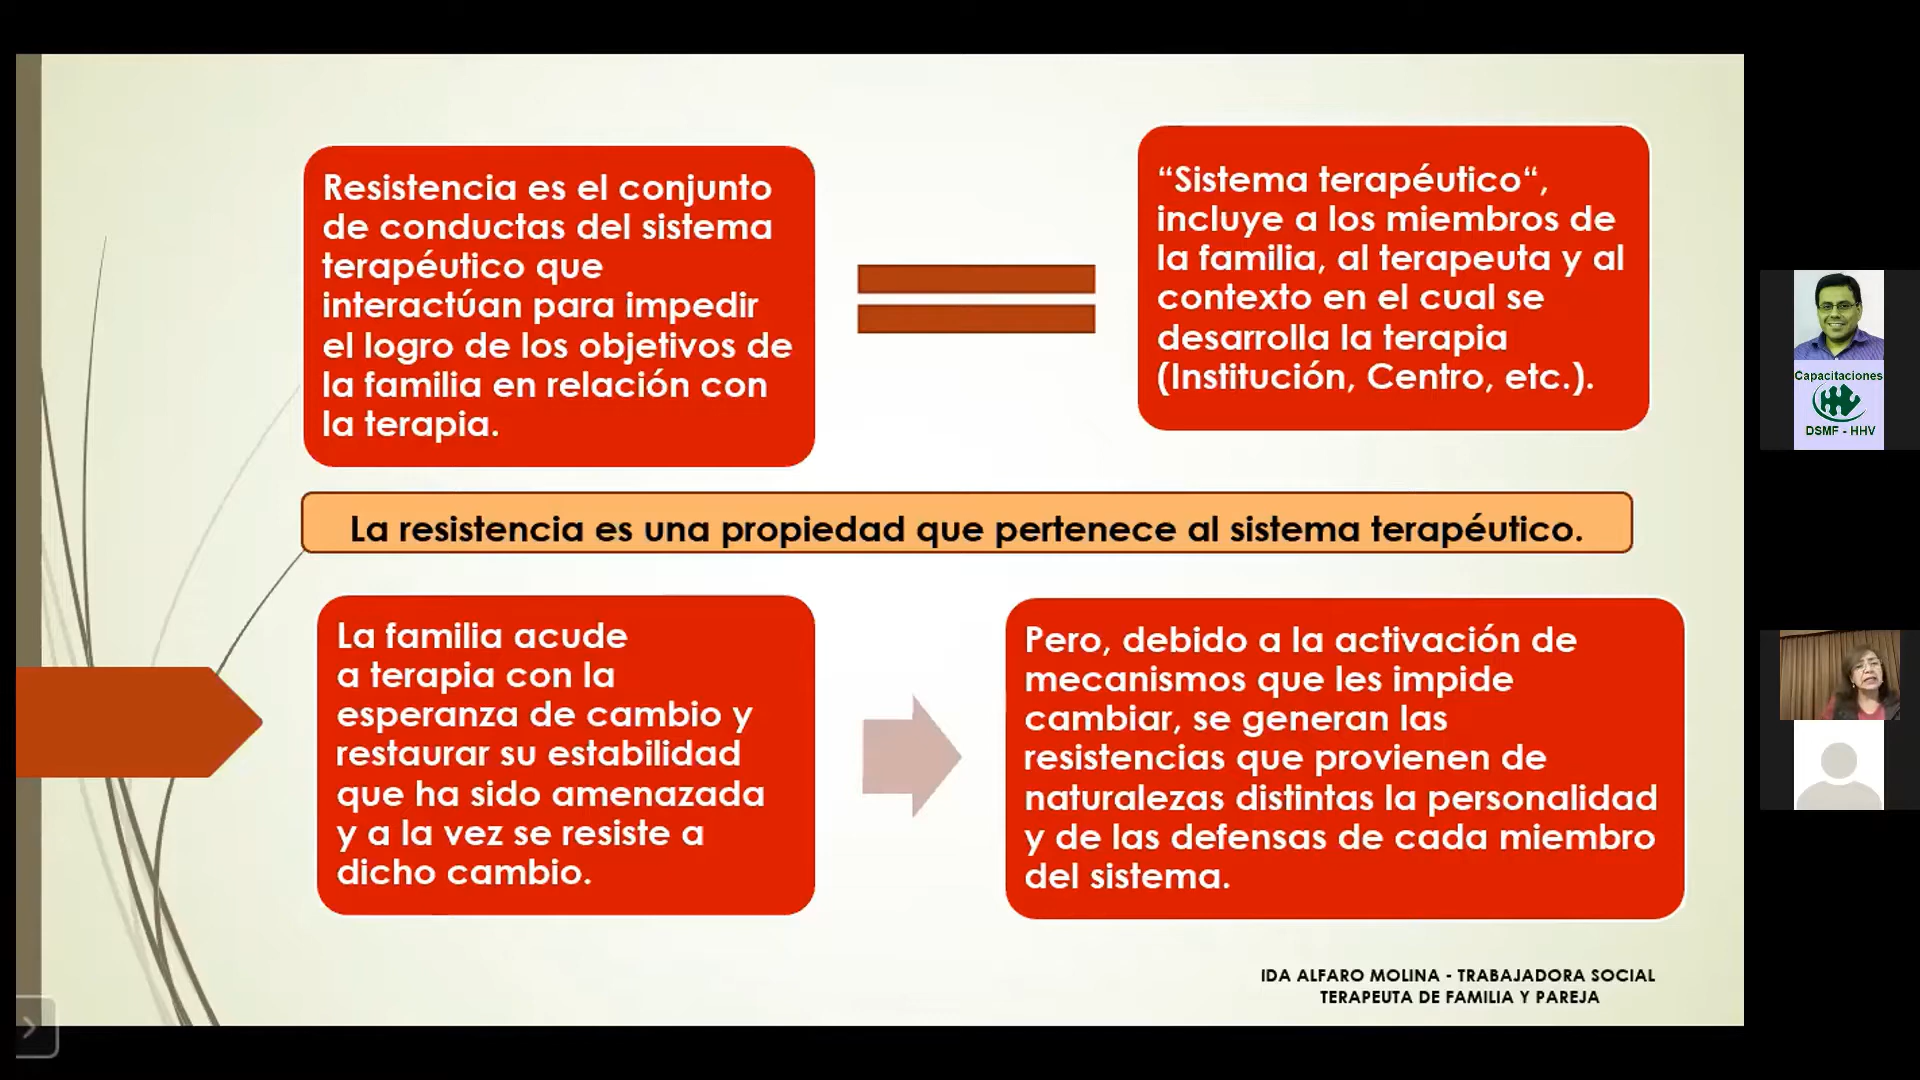 Resistencia es el conjunto
de conductas del sistema
terapéutico que
interactúan para impedir
el logro de los objetivos de
la familia en relación con
la terapia.
“Sistema terapéutico“,
incluye a los miembros de
la familia, al terapeuta y al
contexto en el cual se
desarrolla la terapia
(Institución, Centro, etc.).
La resistencia es una propiedad que pertenece al sistema terapéutico.
La familia acude
a terapia con la
esperanza de cambio y
restaurar su estabilidad
que ha sido amenazada
y a la vez se resiste a
dicho cambio.
Pero, debido a la activación de
mecanismos que les impide
cambiar, se generan las
resistencias que provienen de
naturalezas distintas la personalidad
y de las defensas de cada miembro
del sistema.
IDA ALFARO MOLINA - TRABAJADORA SOCIAL
TERAPEUTA DE FAMILIA Y PAREJA
Capacitaciones
DSMF - HHV